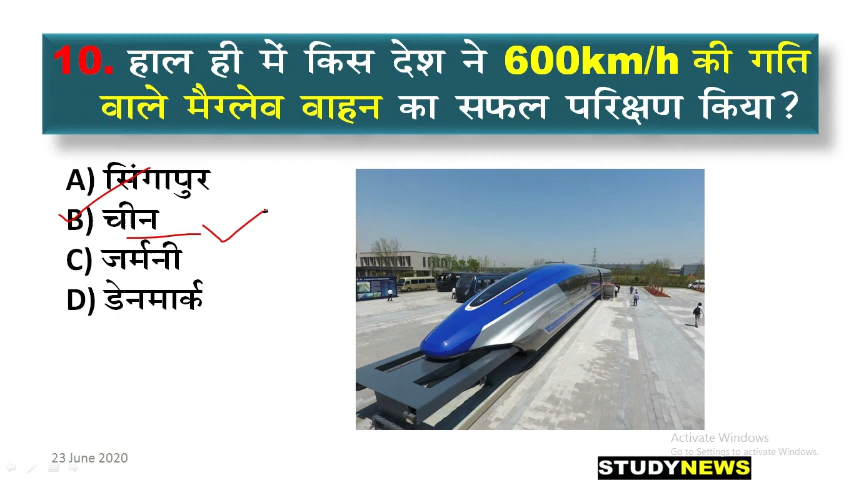 10. हाल ही में किस देश ने 600km/h की गति
वाले मैग्लेव वाहन का सफल परिक्षण किया?
A) सिंगापुर
B) चीन
C) जर्मनी
D) डेनमार्क
23 June 2020
Activate Windows
Go to Settings to activate Windows.
STUDYNEWS